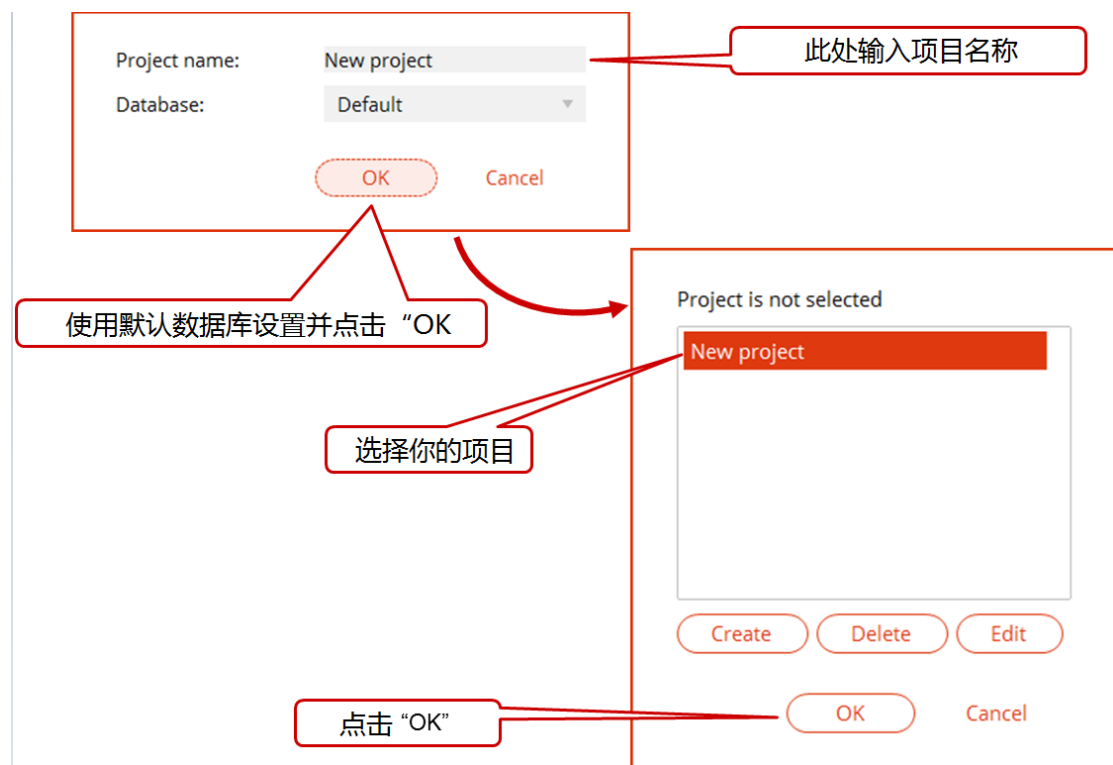 Project name:
New project
此处输入项目名称
Database:
Default
OK
Cancel
使用默认数据库设置并点击“OK
Project is not selected
New project
选择你的项目
Create
Delete
Edit
点击 “OK”
OK
Cancel